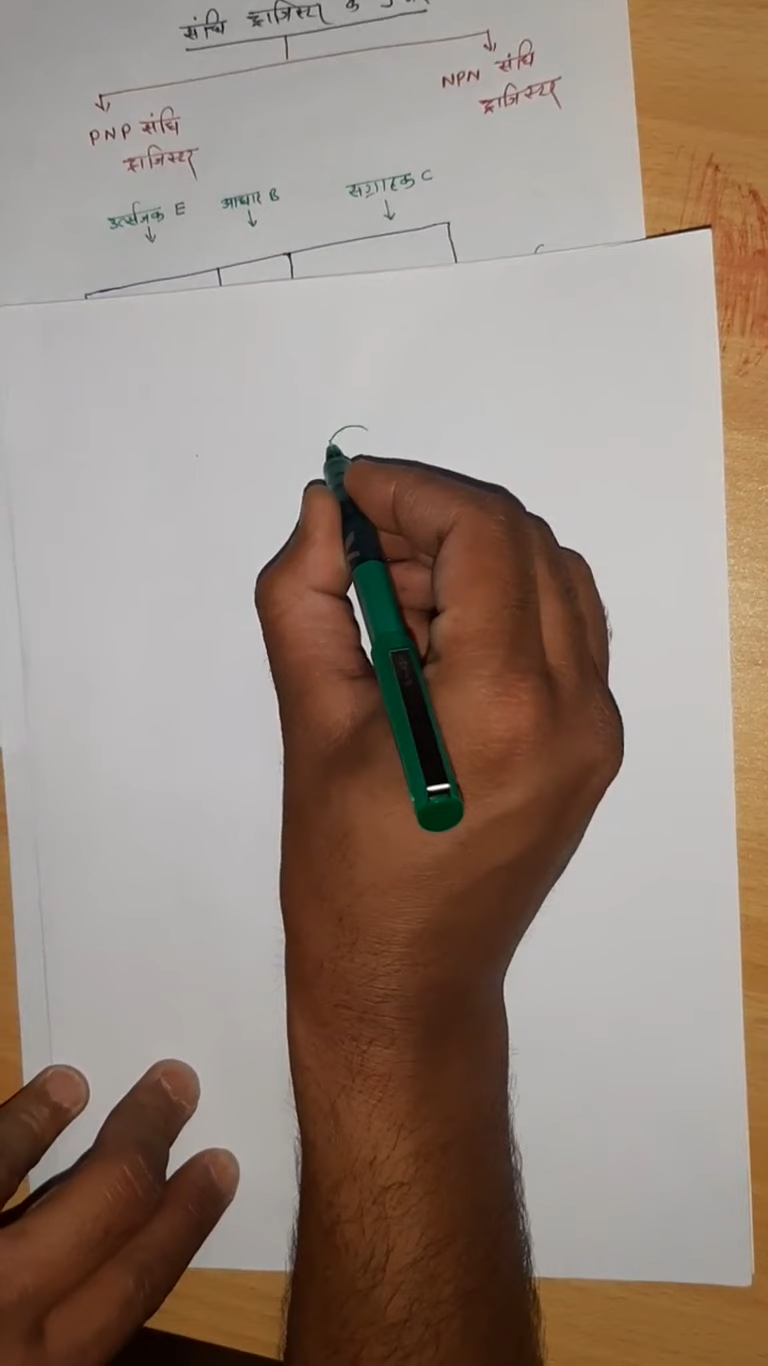 संधि ट्रांजिस्टर के
PNP संधि
ट्रांजिस्टर
NPN संधि
ट्रांजिस्टर
उत्सर्जक E
आधार B
संग्राहक C